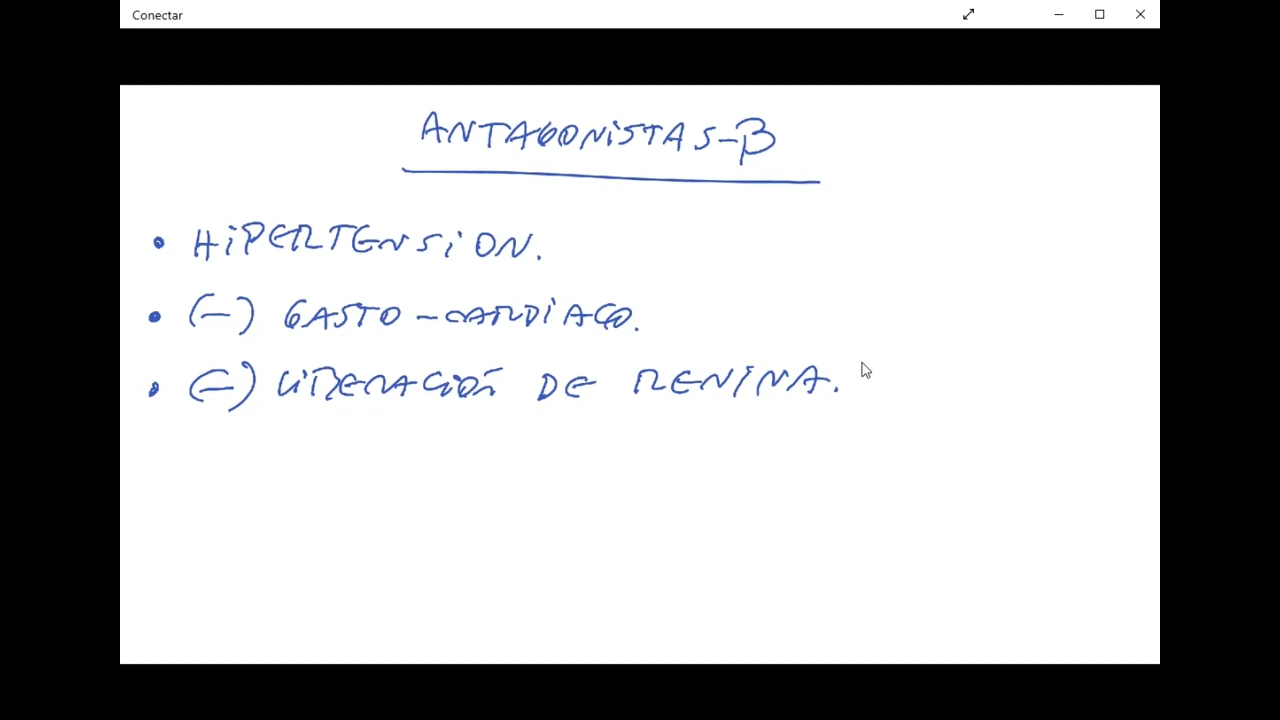 Conectar
ANTAGONISTAS-β
• HiPERTENSiON.
• (-) GASTO-CARDiACO.
• (-) LIBERACIÓN DE RENINA.